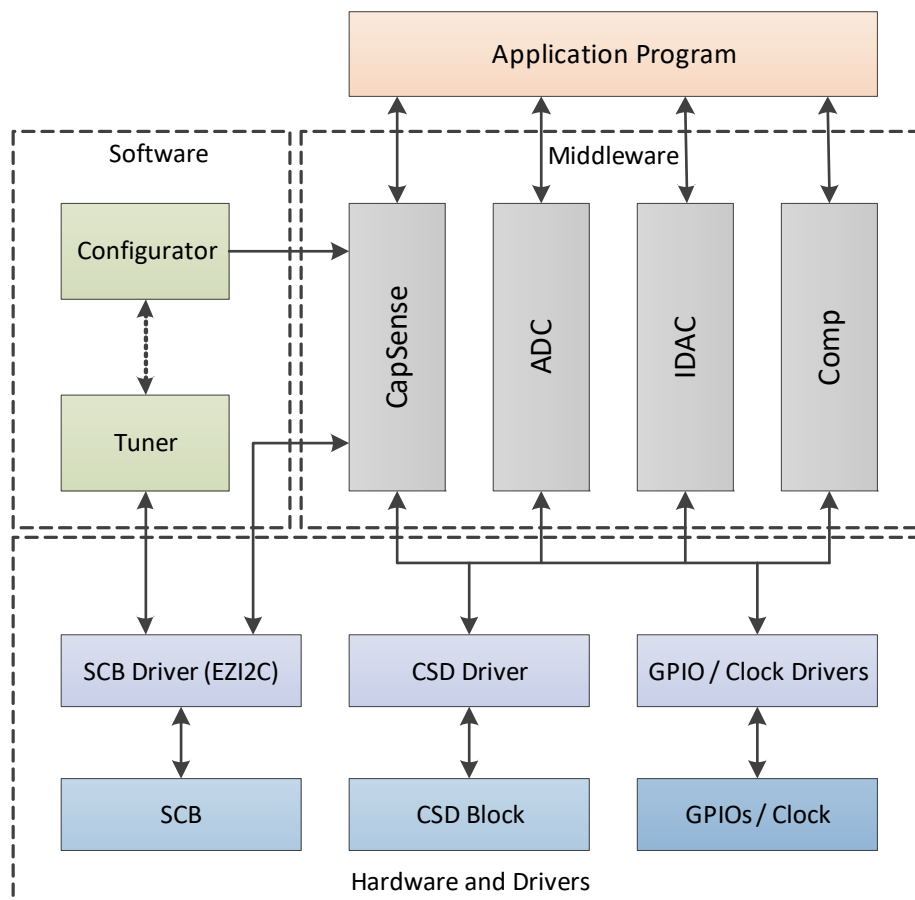 Application Program
Software
Middleware
Configurator
Tuner
CapSense
ADC
IDAC
Comp
SCB Driver (EZI2C)
CSD Driver
GPIO / Clock Drivers
SCB
CSD Block
GPIOs / Clock
Hardware and Drivers